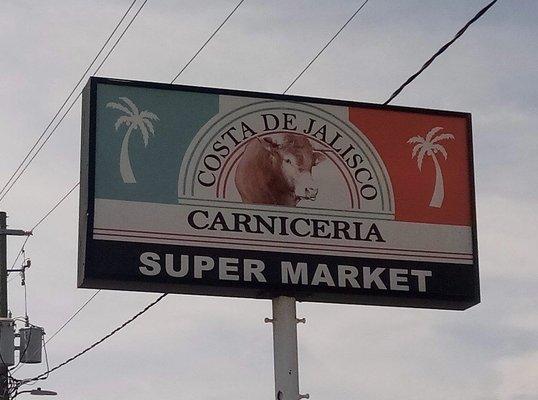 COSTA DE JALISCO
CARNICERIA
SUPER MARKET